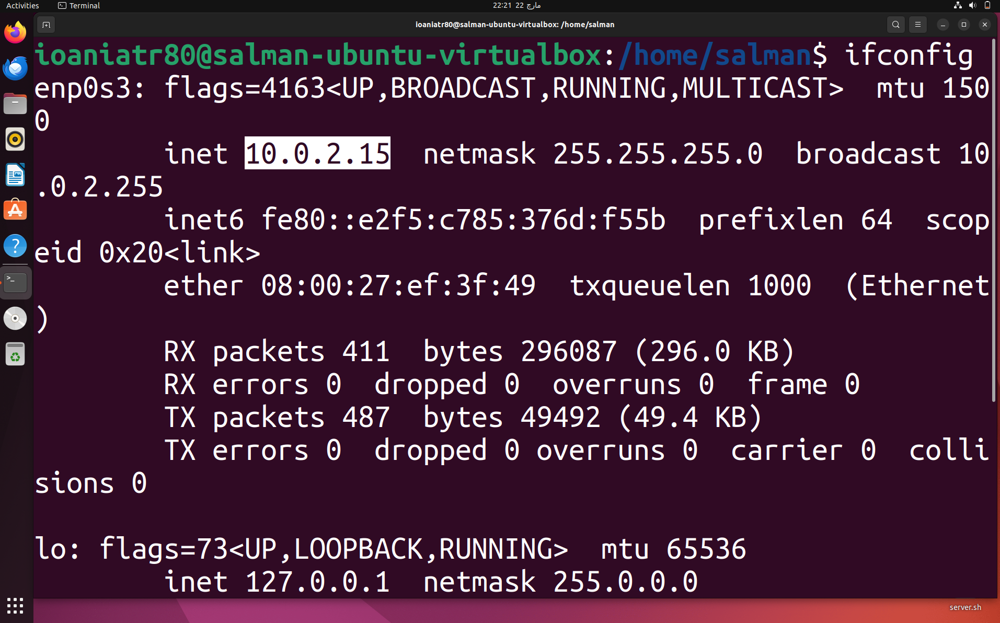 Activities Terminal 22:21 22 مارچ
ioaniatr80@salman-ubuntu-virtualbox: /home/salman
ioaniatr80@salman-ubuntu-virtualbox:/home/salman$ ifconfig
enp0s3: flags=4163<UP,BROADCAST,RUNNING,MULTICAST>  mtu 150
0
        inet 10.0.2.15  netmask 255.255.255.0  broadcast 10
.0.2.255
        inet6 fe80::e2f5:c785:376d:f55b  prefixlen 64  scop
eid 0x20<link>
        ether 08:00:27:ef:3f:49  txqueuelen 1000  (Ethernet
)
        RX packets 411  bytes 296087 (296.0 KB)
        RX errors 0  dropped 0  overruns 0  frame 0
        TX packets 487  bytes 49492 (49.4 KB)
        TX errors 0  dropped 0 overruns 0  carrier 0  colli
sions 0

lo: flags=73<UP,LOOPBACK,RUNNING>  mtu 65536
        inet 127.0.0.1  netmask 255.0.0.0
server.sh